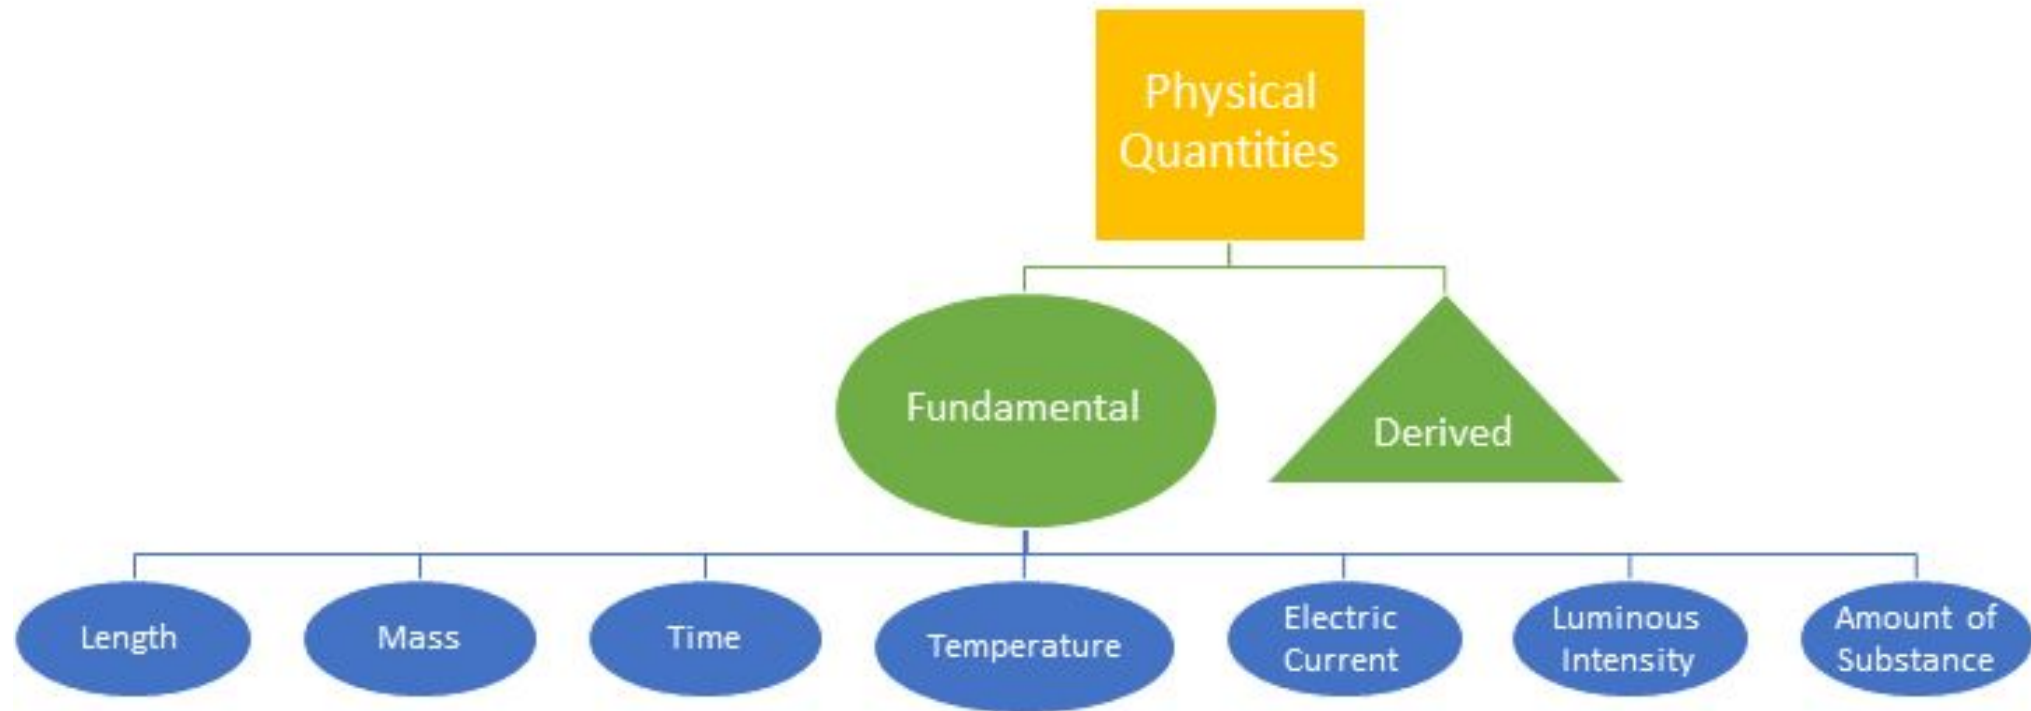 Physical
Quantities
Fundamental
Derived
Length
Mass
Time
Temperature
Electric
Current
Luminous
Intensity
Amount of
Substance